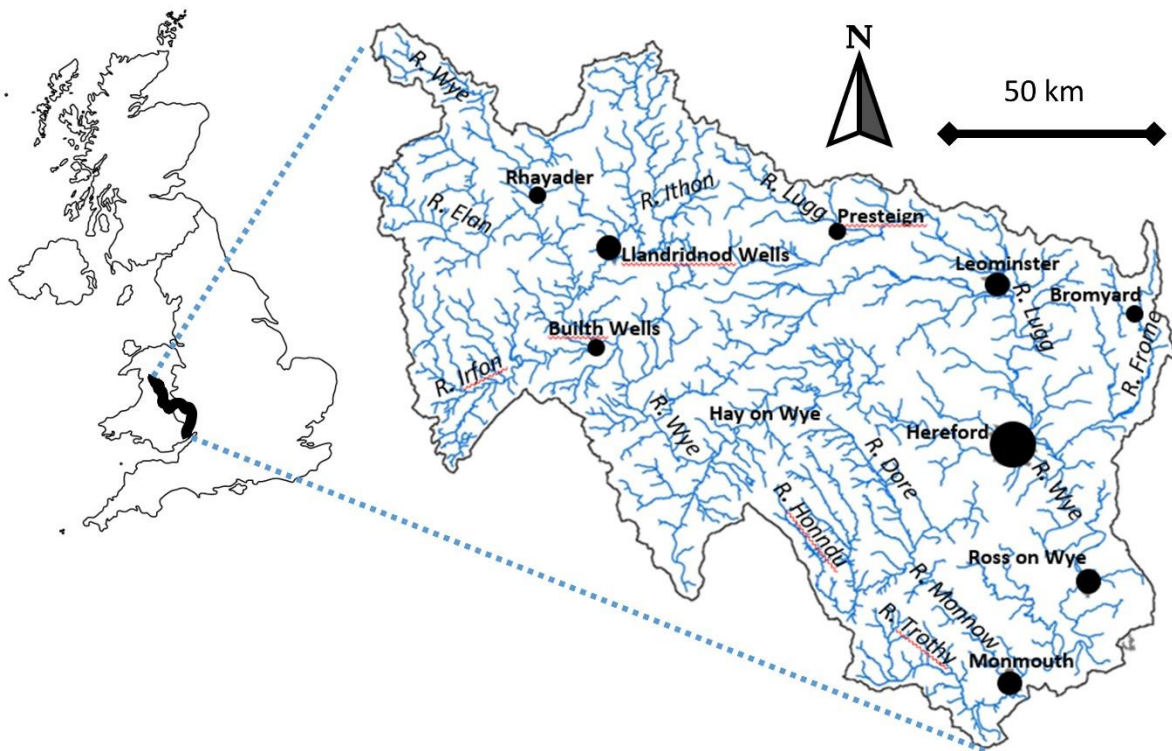 N
50 km
R. Wye
Rhayader
R. Elan
R. Ithon
R. Lugg
Presteign
Llandridnod Wells
Leominster
Bromyard
R. Lugg
R. Frome
Builth Wells
R. Irfon
R. Wye
Hay on Wye
Hereford
R. Dore
R. Wye
R. Honndu
Ross on Wye
R. Monnow
R. Trothy
Monmouth